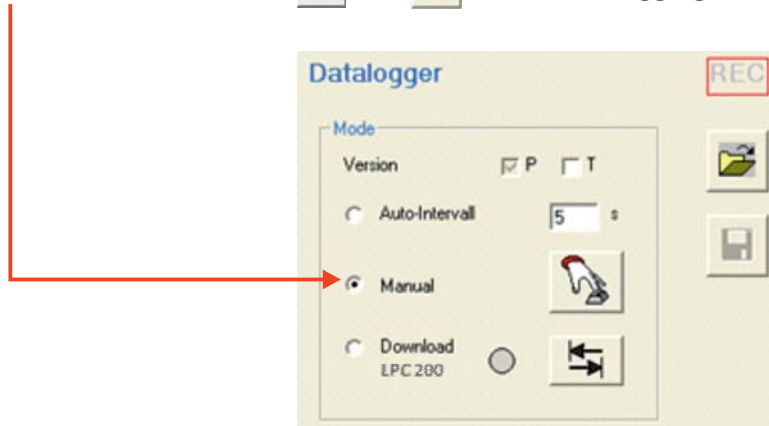 Datalogger REC
Mode
Version P T
Auto-Intervall 5 s
Manual
Download
LPC 200